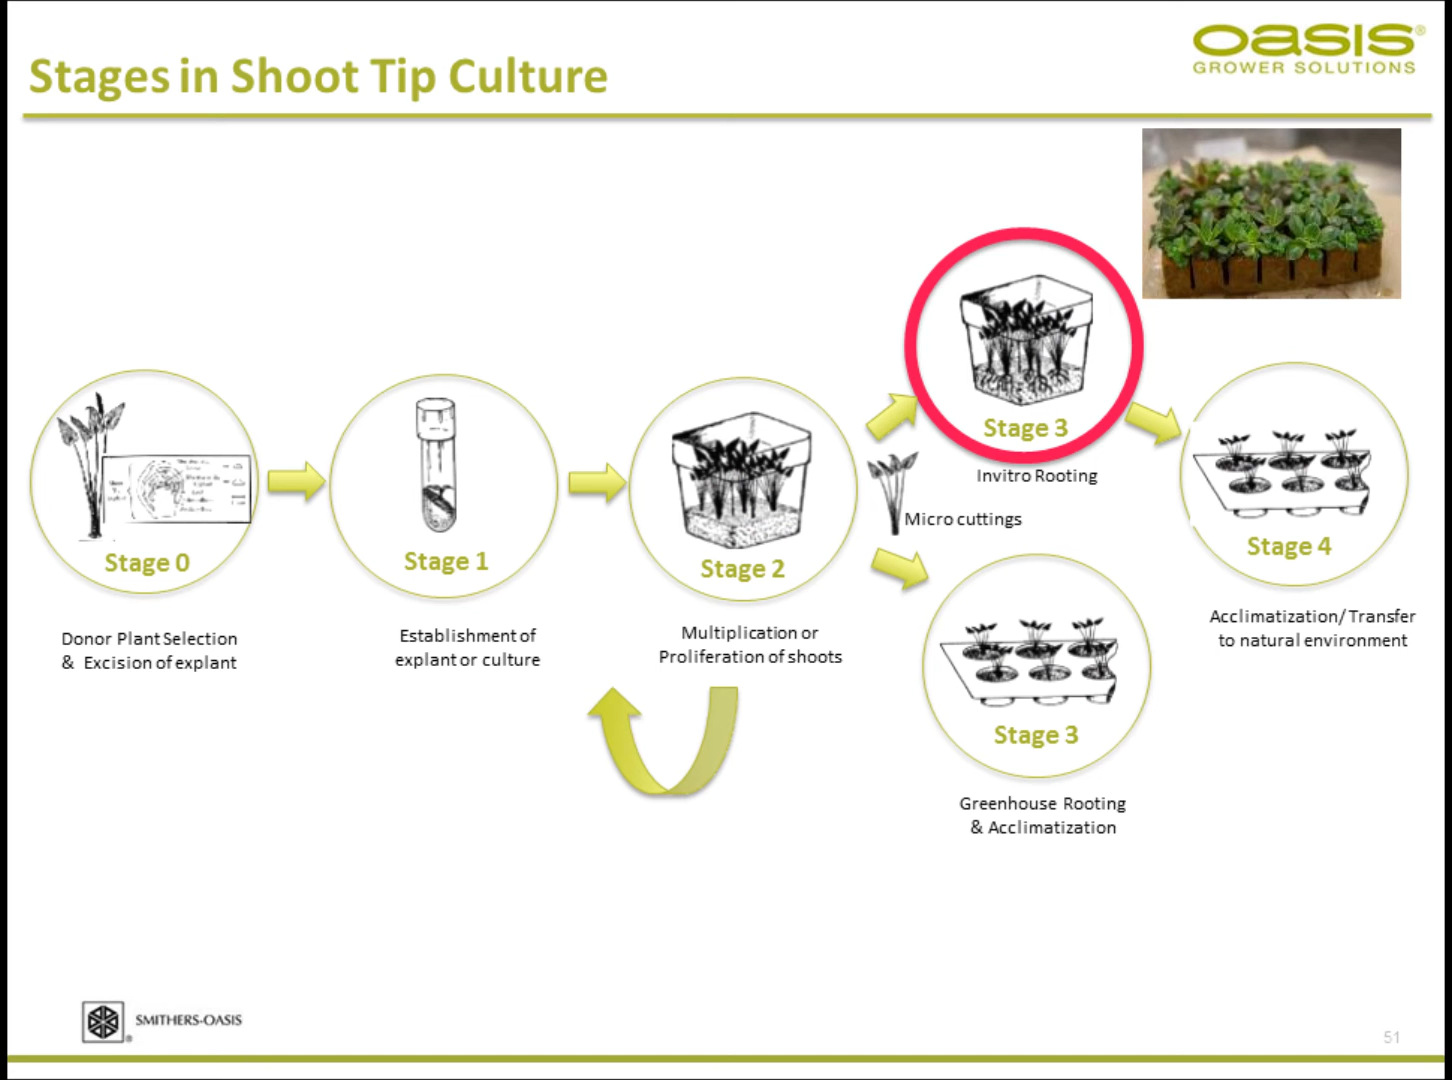 Stages in Shoot Tip Culture
oasis®
GROWER SOLUTIONS
Stage 0
Donor Plant Selection
& Excision of explant
Stage 1
Establishment of
explant or culture
Stage 2
Multiplication or
Proliferation of shoots
Micro cuttings
Stage 3
Invitro Rooting
Stage 3
Greenhouse Rooting
& Acclimatization
Stage 4
Acclimatization/ Transfer
to natural environment
SMITHERS-OASIS
®
51